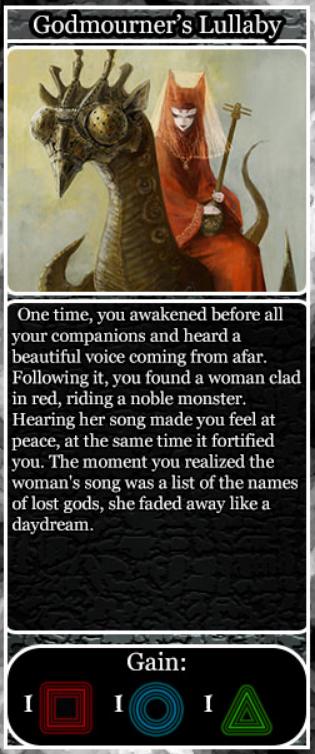 Godmourner's Lullaby
One time, you awakened before all
your companions and heard a
beautiful voice coming from afar.
Following it, you found a woman clad
in red, riding a noble monster.
Hearing her song made you feel at
peace, at the same time it fortified
you. The moment you realized the
woman's song was a list of the names
of lost gods, she faded away like a
daydream.
Gain:
1 1 1